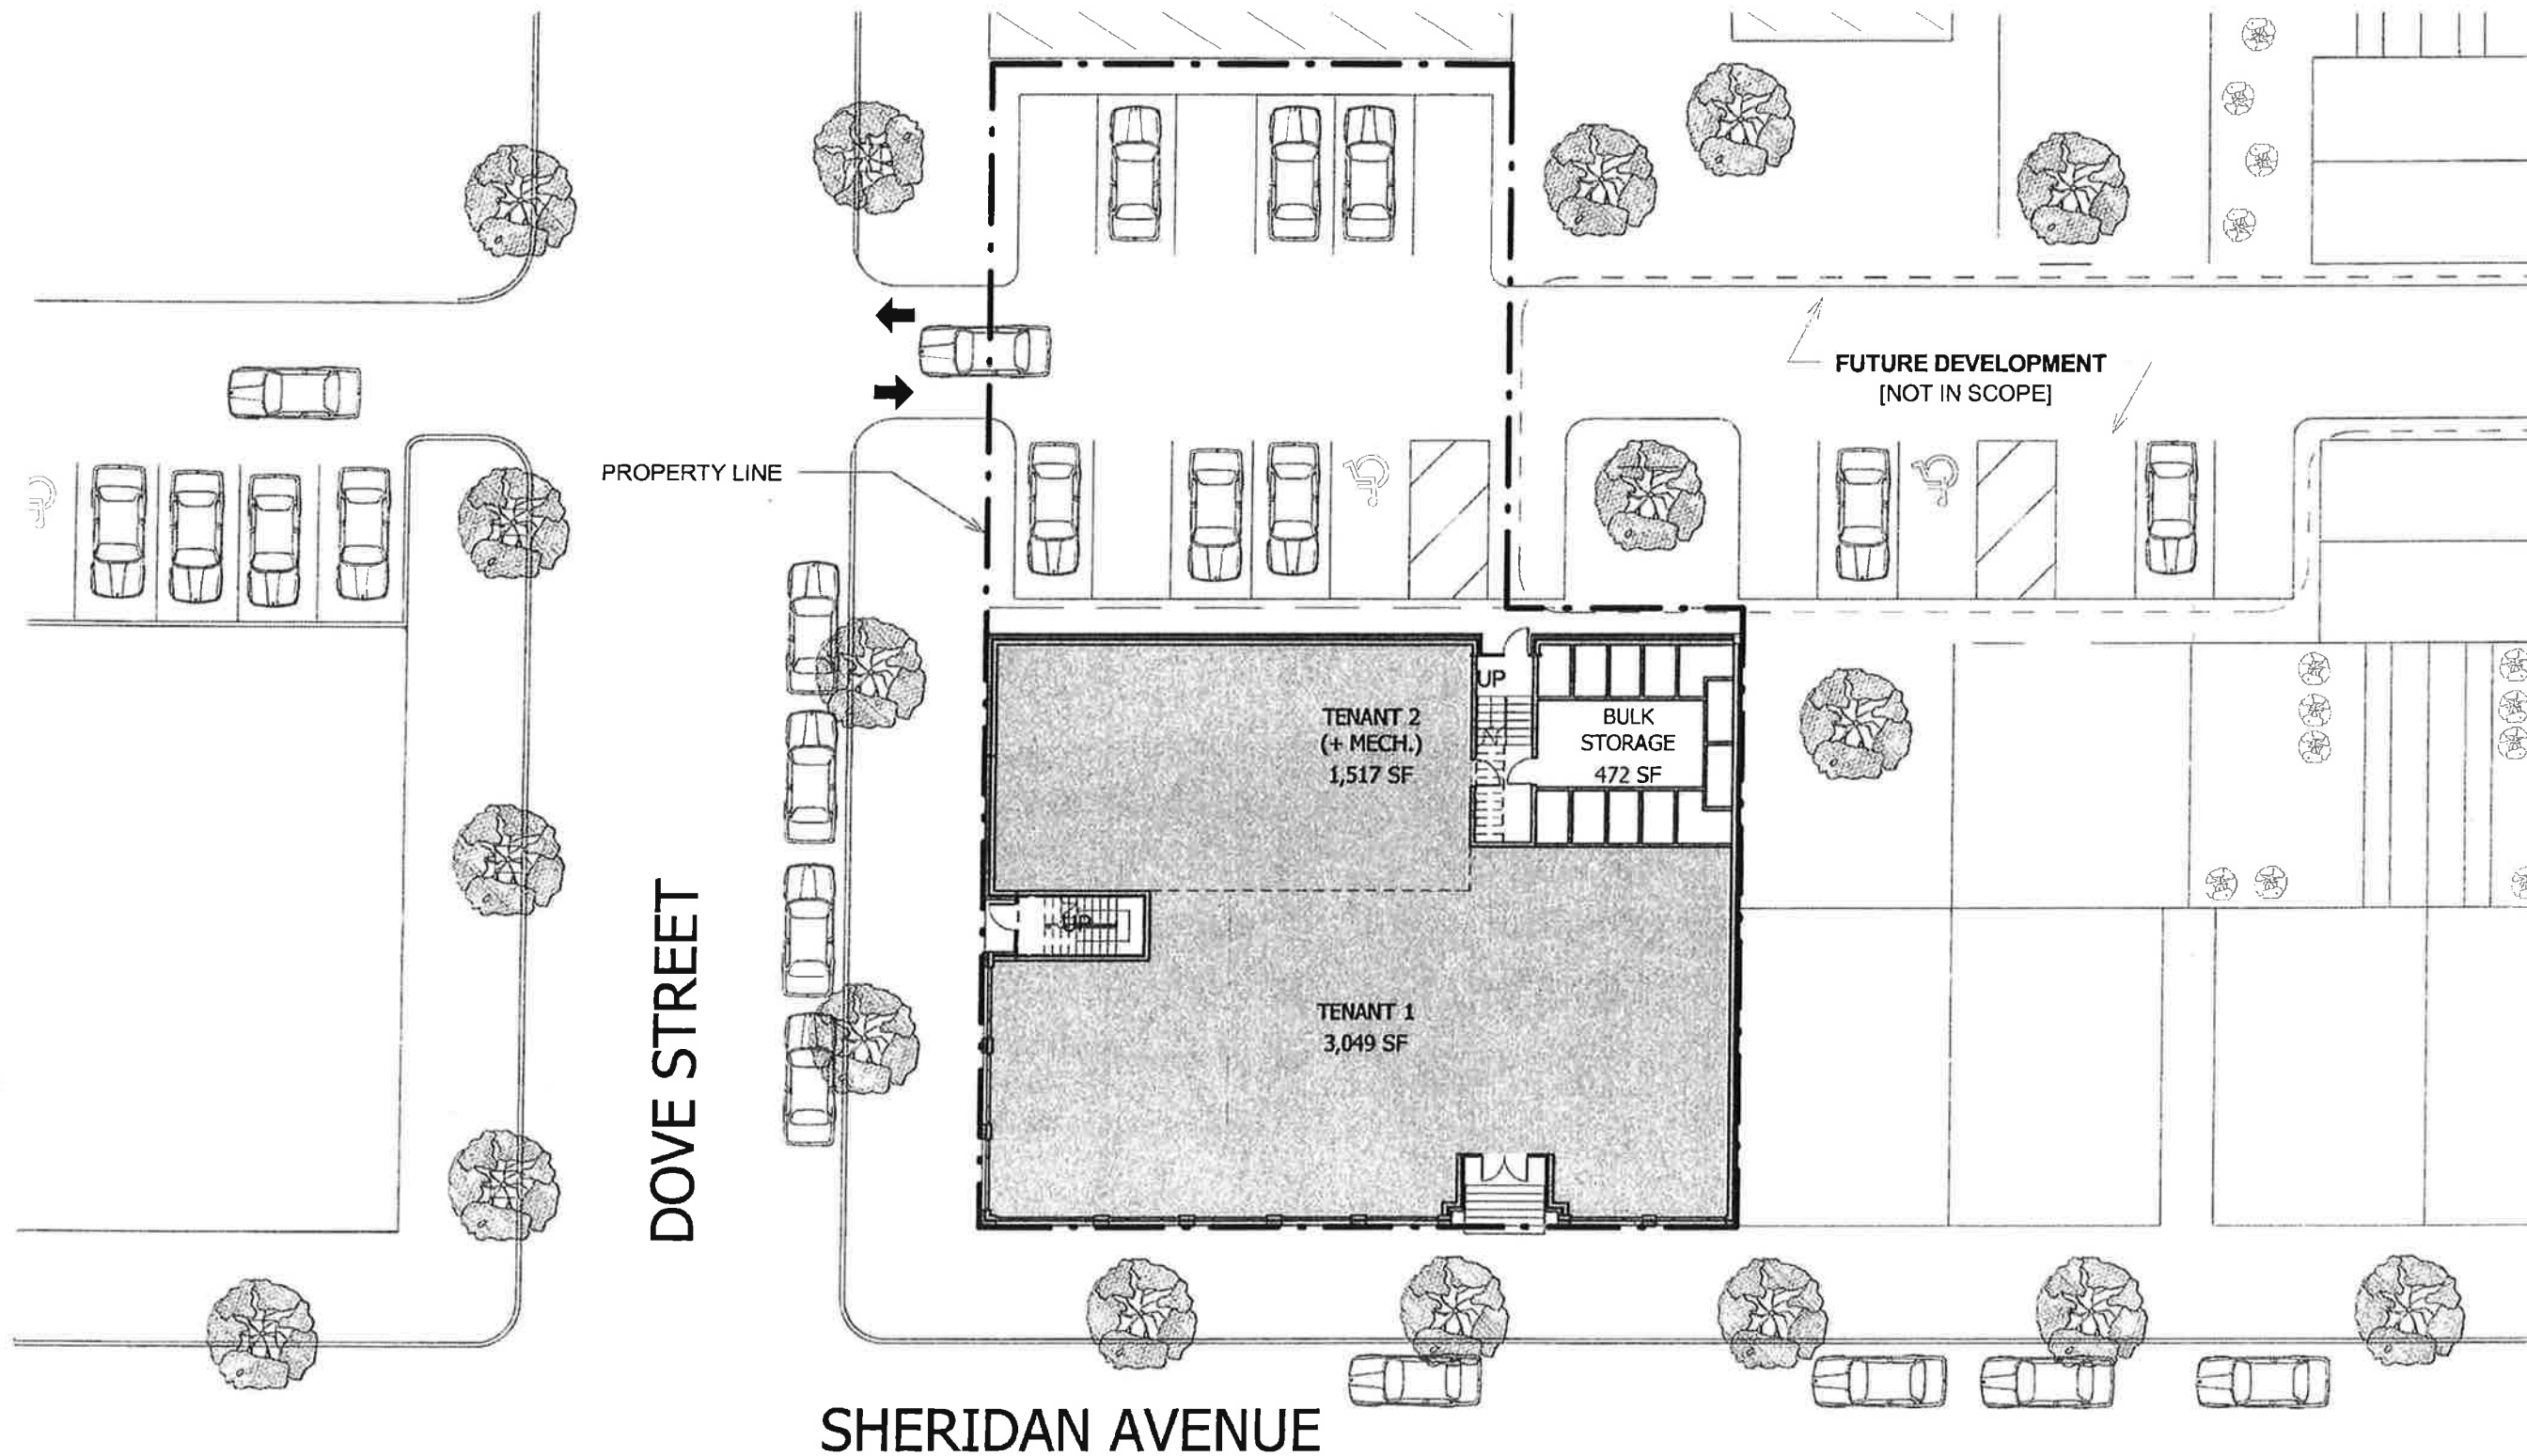 FUTURE DEVELOPMENT
[NOT IN SCOPE]
PROPERTY LINE
UP
TENANT 2
(+ MECH.)
1,517 SF
BULK
STORAGE
472 SF
UP
TENANT 1
3,049 SF
DOVE STREET
SHERIDAN AVENUE